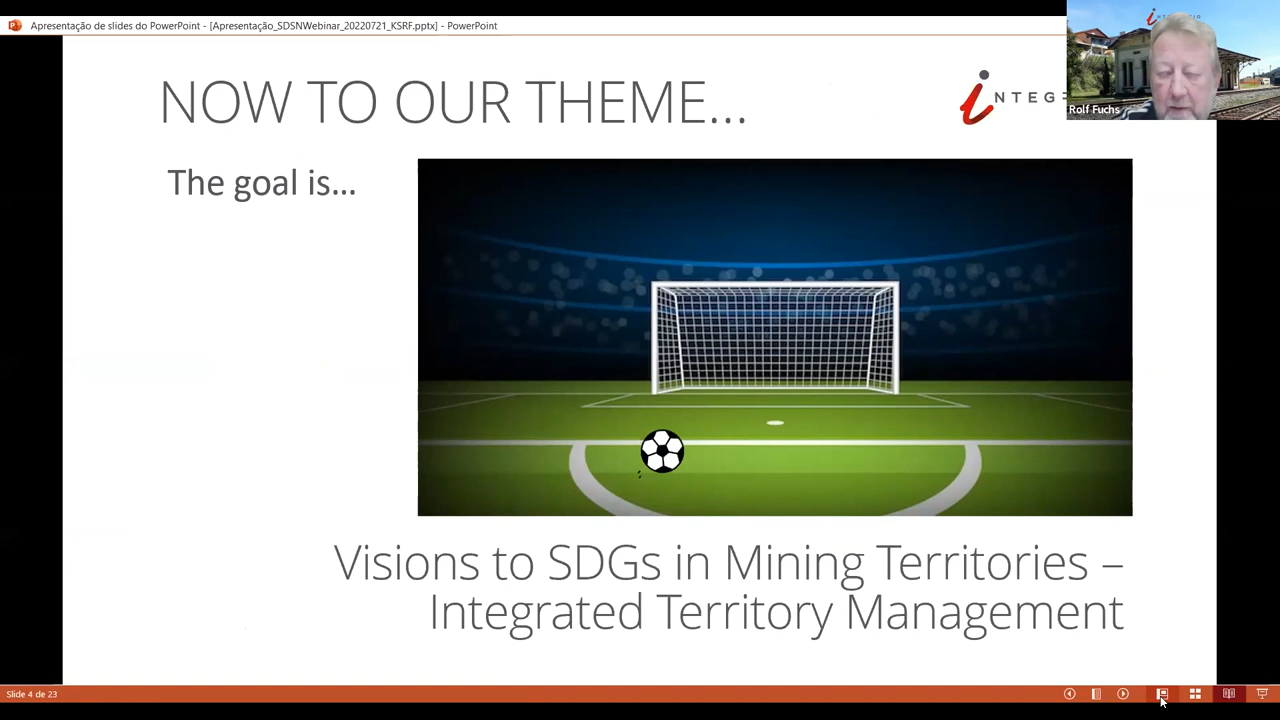 Apresentação de slides do PowerPoint - [Apresentação_SDSNWebinar_20220721_KSRF.pptx] - PowerPoint
NOW TO OUR THEME...
iNTEG
Rolf Fuchs
The goal is...
Visions to SDGs in Mining Territories –
Integrated Territory Management
Slide 4 de 23